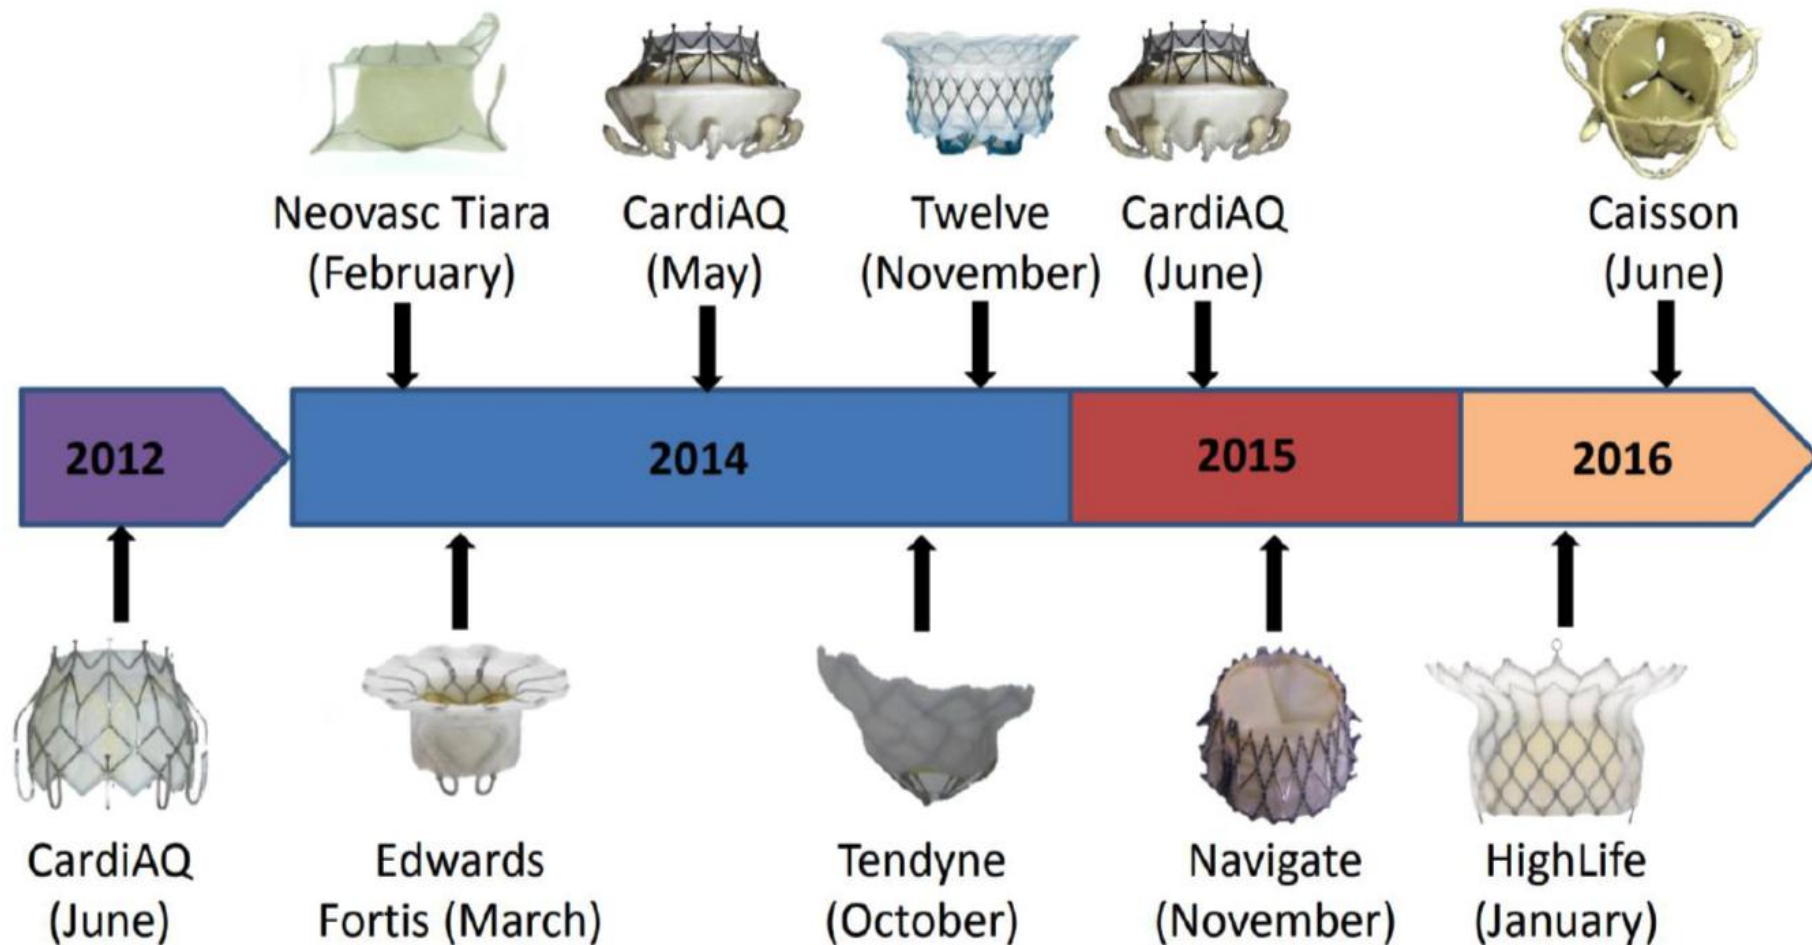 Neovasc Tiara
(February)
CardiAQ
(May)
Twelve
(November)
CardiAQ
(June)
Caisson
(June)
2012
2014
2015
2016
CardiAQ
(June)
Edwards
Fortis (March)
Tendyne
(October)
Navigate
(November)
HighLife
(January)